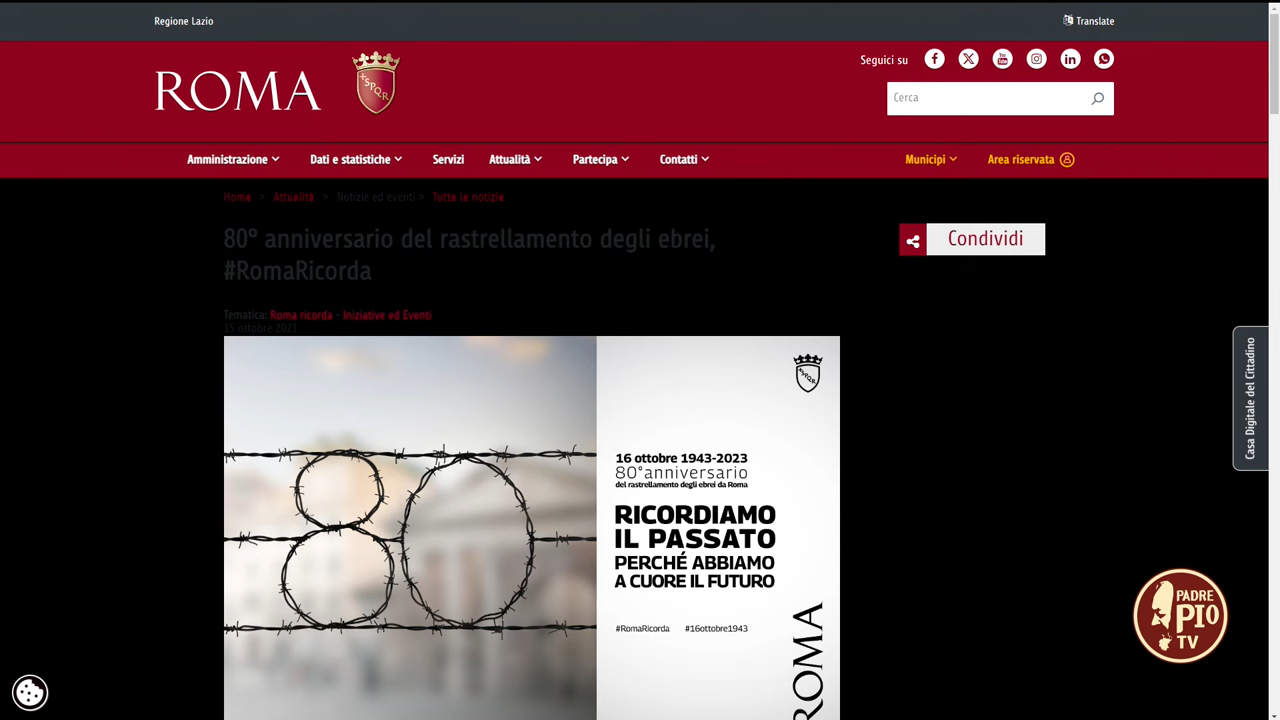 Regione Lazio
Translate
ROMA
SPQR
Seguici su
Cerca
Amministrazione
Dati e statistiche
Servizi
Attualità
Partecipa
Contatti
Municipi
Area riservata
Home > Attualità > Notizie ed eventi > Tutte le notizie
80° anniversario del rastrellamento degli ebrei,
#RomaRicorda
Condividi
Tematica: Roma ricorda - Iniziative ed Eventi
15 ottobre 2023
80
SPQR
16 ottobre 1943-2023
80°anniversario
del rastrellamento degli ebrei da Roma
RICORDIAMO
IL PASSATO
PERCHÉ ABBIAMO
A CUORE IL FUTURO
#RomaRicorda #16ottobre1943
ROMA
Casa Digitale del Cittadino
PADRE
PIO
TV